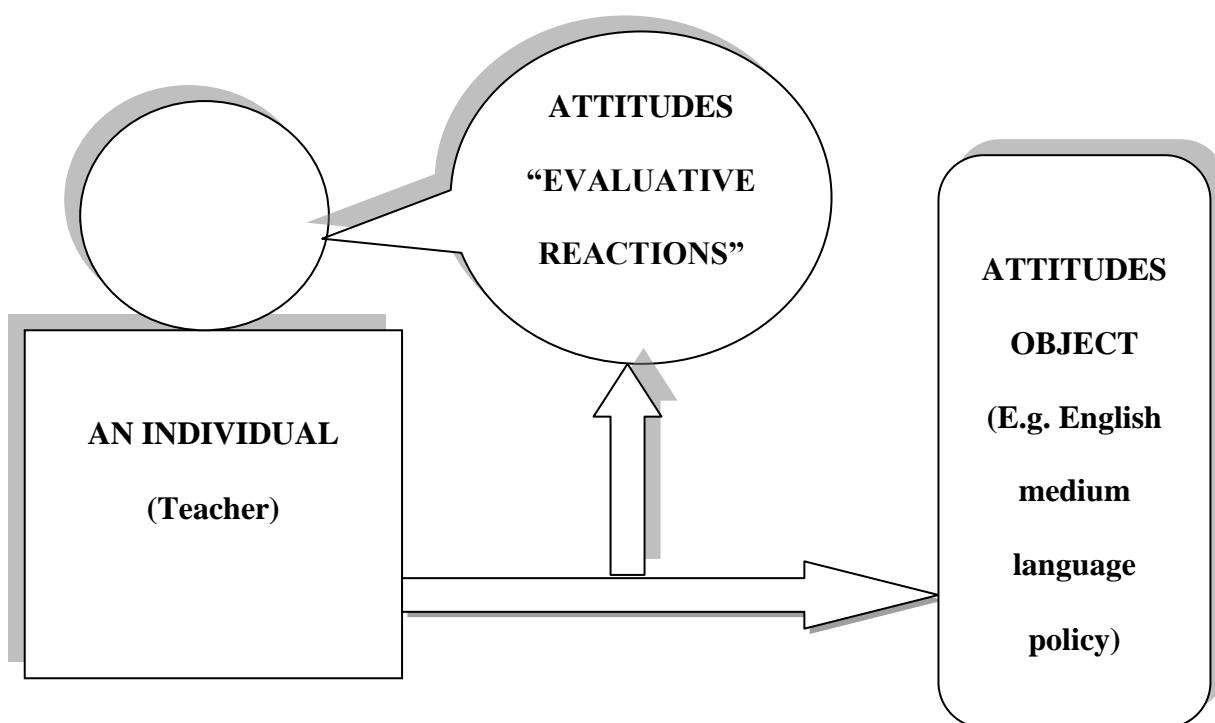 ATTITUDES
“EVALUATIVE
REACTIONS”
AN INDIVIDUAL
(Teacher)
ATTITUDES
OBJECT
(E.g. English
medium
language
policy)